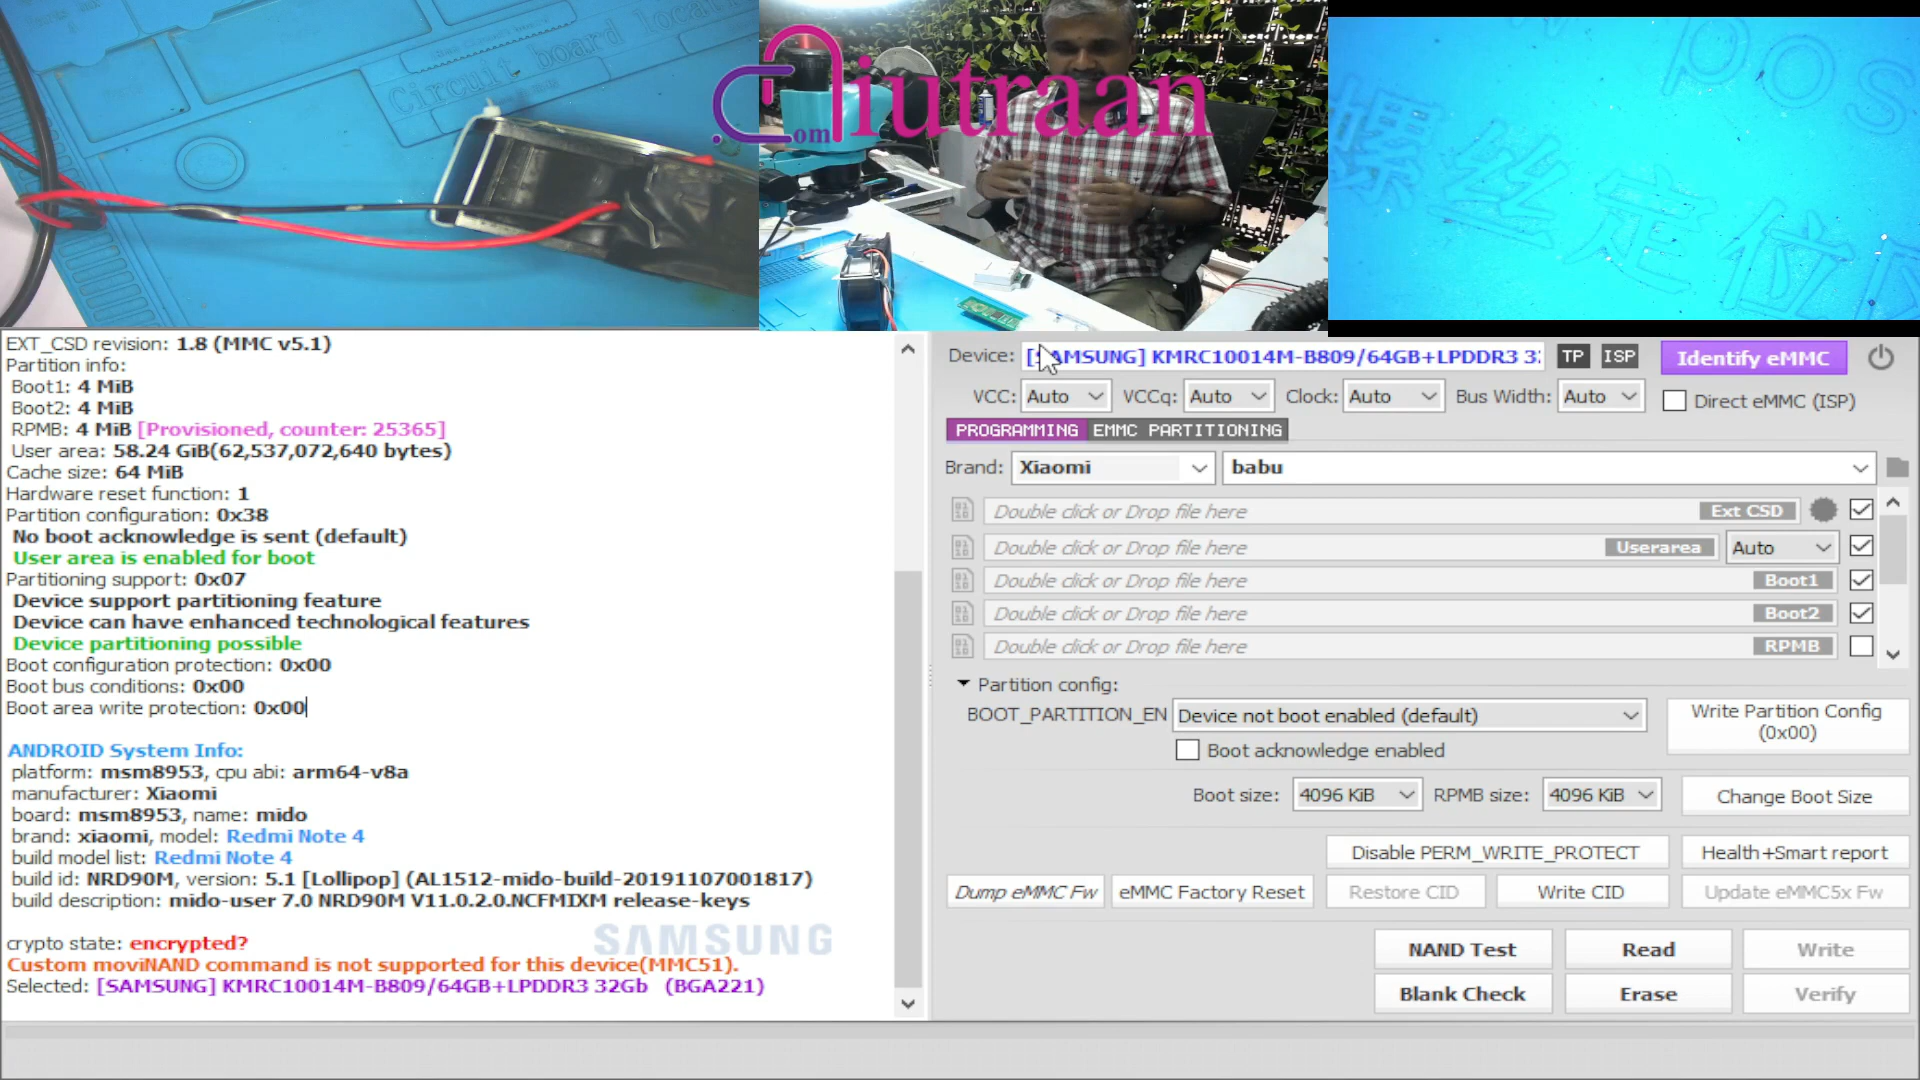 Circuit board location
iutraan
.Com
pos
螺丝定位
EXT_CSD revision: 1.8 (MMC v5.1)
Partition info:
Boot1: 4 MiB
Boot2: 4 MiB
RPMB: 4 MiB [Provisioned, counter: 25365]
User area: 58.24 GiB(62,537,072,640 bytes)
Cache size: 64 MiB
Hardware reset function: 1
Partition configuration: 0x38
No boot acknowledge is sent (default)
User area is enabled for boot
Partitioning support: 0x07
Device support partitioning feature
Device can have enhanced technological features
Device partitioning possible
Boot configuration protection: 0x00
Boot bus conditions: 0x00
Boot area write protection: 0x00
ANDROID System Info:
platform: msm8953, cpu abi: arm64-v8a
manufacturer: Xiaomi
board: msm8953, name: mido
brand: xiaomi, model: Redmi Note 4
build model list: Redmi Note 4
build id: NRD90M, version: 5.1 [Lollipop] (AL1512-mido-build-20191107001817)
build description: mido-user 7.0 NRD90M V11.0.2.0.NCFMIXM release-keys
crypto state: encrypted?
SAMSUNG
Custom moviNAND command is not supported for this device(MMC51).
Selected: [SAMSUNG] KMRC10014M-B809/64GB+LPDDR3 32Gb (BGA221)
Device: [SAMSUNG] KMRC10014M-B809/64GB+LPDDR3 3 TP ISP Identify eMMC
VCC: Auto VCCq: Auto Clock: Auto Bus Width: Auto Direct eMMC (ISP)
PROGRAMMING EMMC PARTITIONING
Brand: Xiaomi babu
Double click or Drop file here Ext CSD
Double click or Drop file here Userarea Auto
Double click or Drop file here Boot1
Double click or Drop file here Boot2
Double click or Drop file here RPMB
Partition config:
BOOT_PARTITION_EN Device not boot enabled (default) Write Partition Config (0x00)
Boot acknowledge enabled
Boot size: 4096 KiB RPMB size: 4096 KiB Change Boot Size
Disable PERM_WRITE_PROTECT Health+Smart report
Dump eMMC Fw eMMC Factory Reset Restore CID Write CID Update eMMC5x Fw
NAND Test Read Write
Blank Check Erase Verify